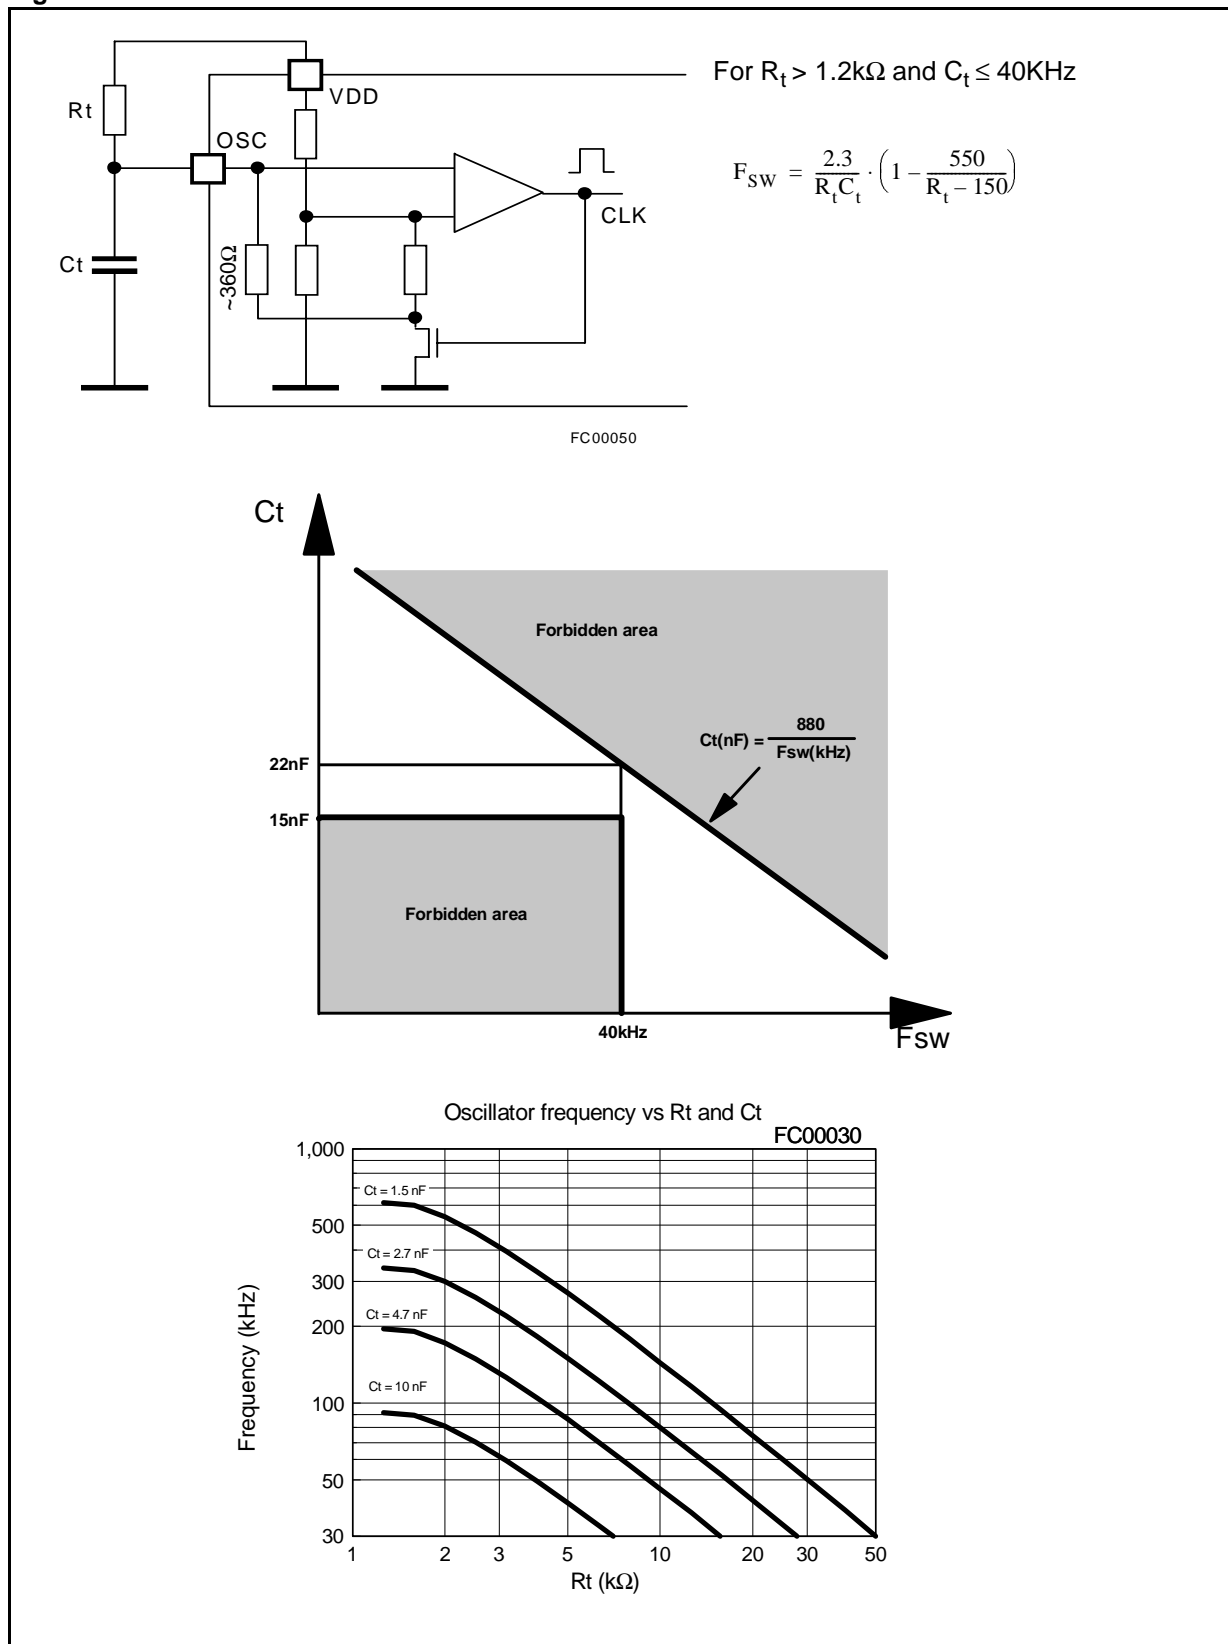 For Rt > 1.2kΩ and Ct ≤ 40KHz
VDD
Rt
OSC
FSW = 2.3 / RtCt · (1 − 550 / Rt − 150)
CLK
Ct
~360Ω
FC00050
Ct
Forbidden area
Ct(nF) = 880 / Fsw(kHz)
22nF
15nF
Forbidden area
40kHz
Fsw
Oscillator frequency vs Rt and Ct
FC00030
1,000
Ct = 1.5 nF
500
Ct = 2.7 nF
300
Ct = 4.7 nF
200
Ct = 10 nF
100
50
30
Frequency (kHz)
1 2 3 5 10 20 30 50
Rt (kΩ)